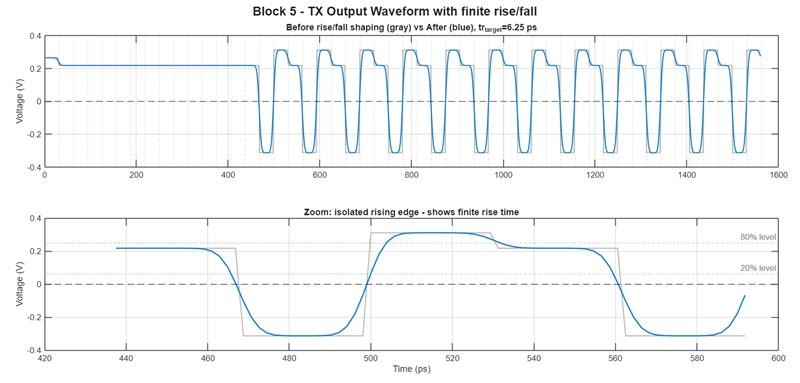 Block 5 - TX Output Waveform with finite rise/fall
Before rise/fall shaping (gray) vs After (blue), tr_target=6.25 ps
0.4
0.2
0
-0.2
-0.4
Voltage (V)
0 200 400 600 800 1000 1200 1400 1600
Zoom: isolated rising edge - shows finite rise time
0.4
0.2
0
-0.2
-0.4
Voltage (V)
80% level
20% level
420 440 460 480 500 520 540 560 580 600
Time (ps)